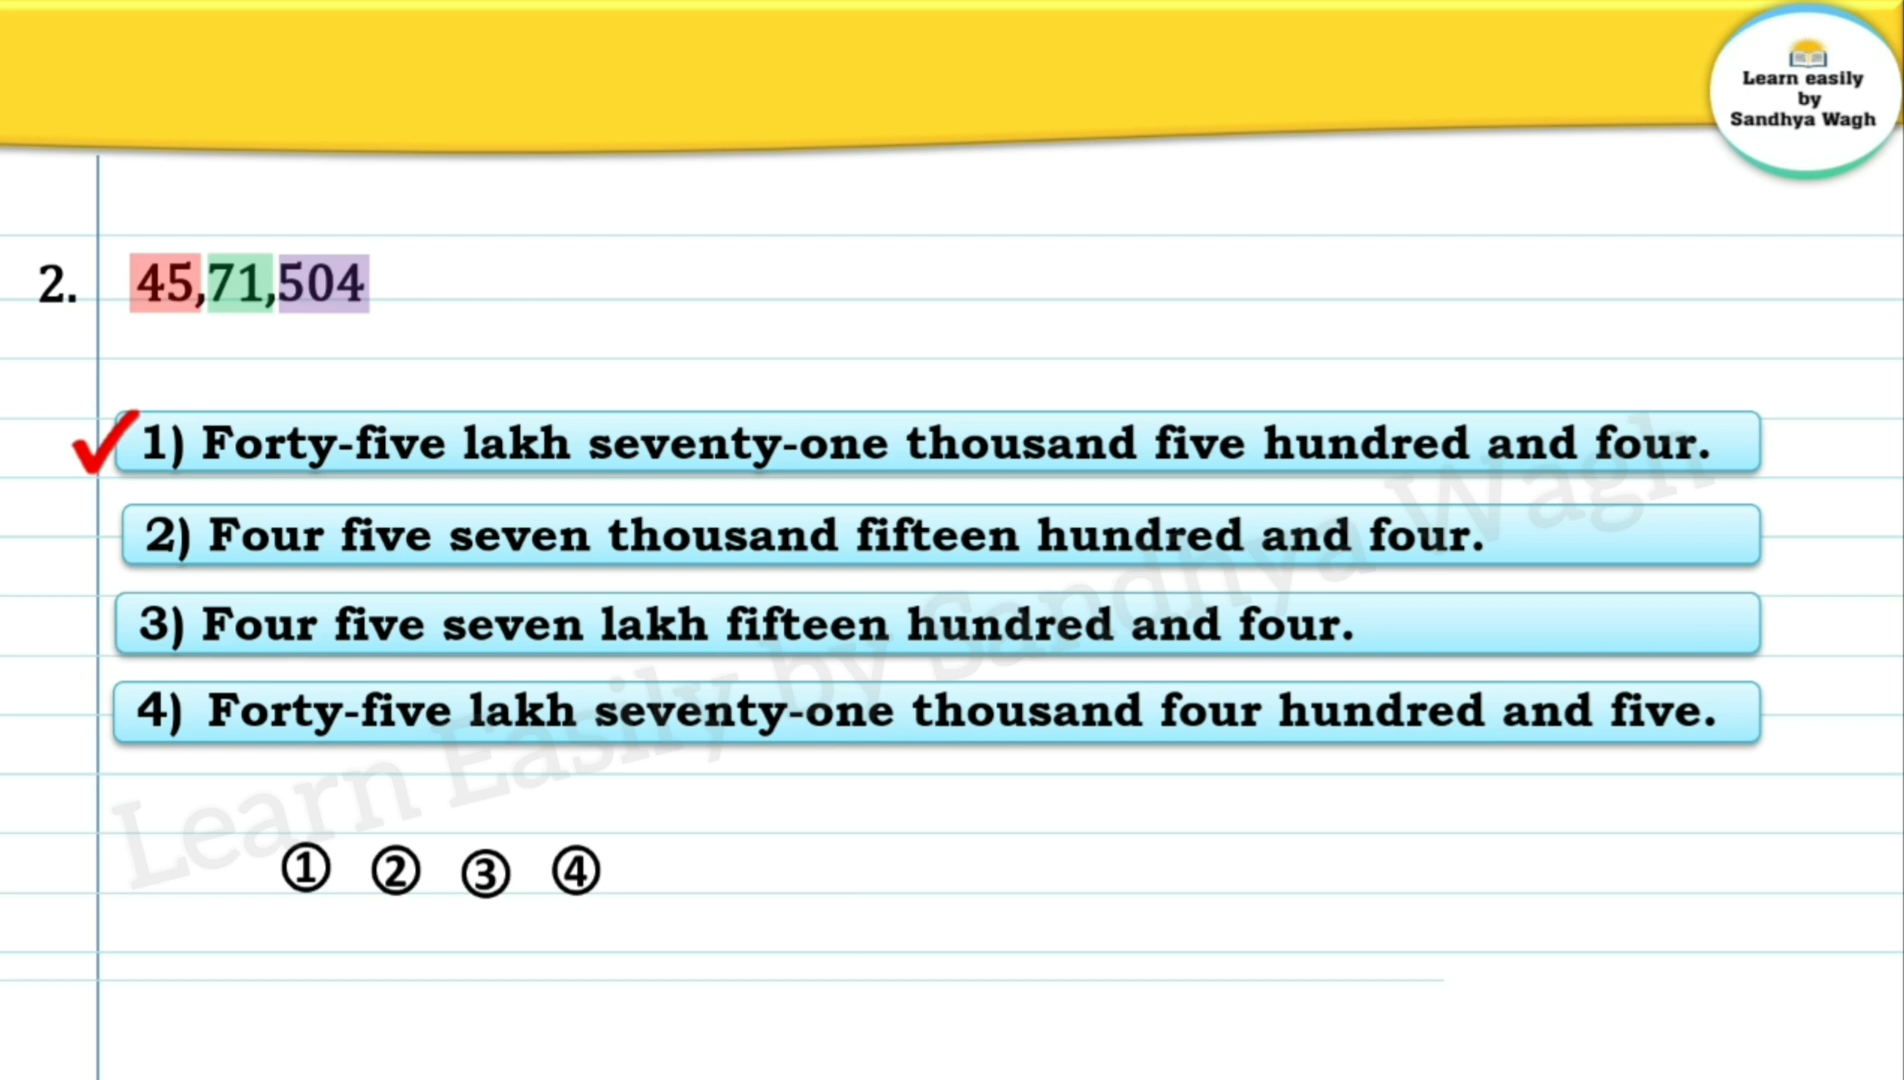 Learn easily
by
Sandhya Wagh
2. 45,71,504
1) Forty-five lakh seventy-one thousand five hundred and four.
2) Four five seven thousand fifteen hundred and four.
3) Four five seven lakh fifteen hundred and four.
4) Forty-five lakh seventy-one thousand four hundred and five.
Learn Easily by Sandhya Wagh
① ② ③ ④